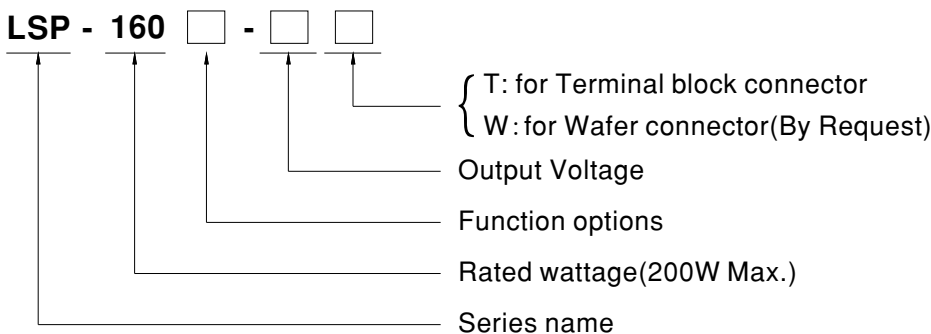 LSP - 160 □ - □ □
T: for Terminal block connector
W: for Wafer connector(By Request)
Output Voltage
Function options
Rated wattage(200W Max.)
Series name